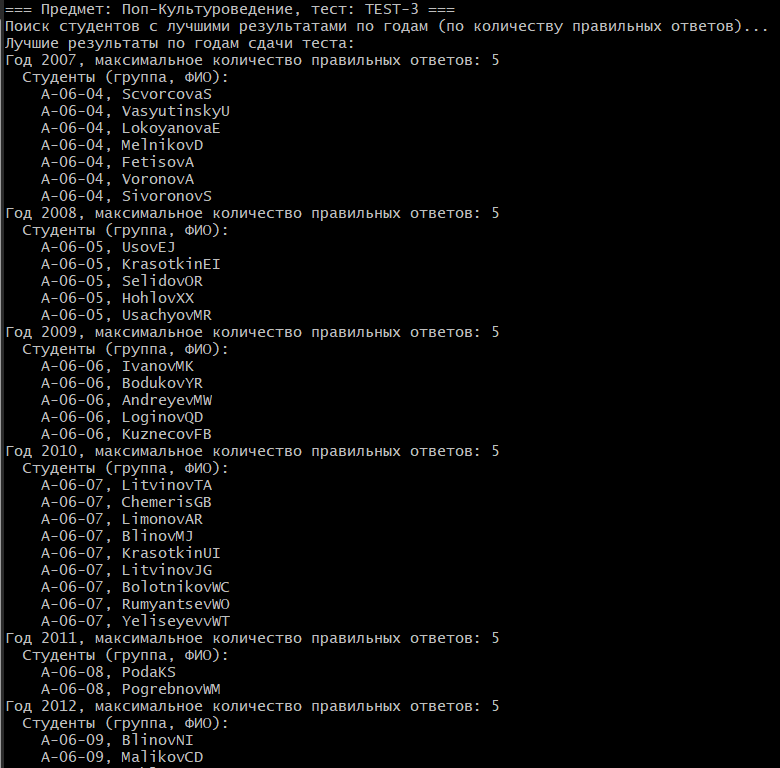 === Предмет: Поп-Культуроведение, тест: TEST-3 ===
Поиск студентов с лучшими результатами по годам (по количеству правильных ответов)...
Лучшие результаты по годам сдачи теста:
Год 2007, максимальное количество правильных ответов: 5
Студенты (группа, ФИО):
A-06-04, ScvorcovaS
A-06-04, VasyutinskyU
A-06-04, LokoyanovaE
A-06-04, MelnikovD
A-06-04, FetisovA
A-06-04, VoronovA
A-06-04, SivoronovS
Год 2008, максимальное количество правильных ответов: 5
Студенты (группа, ФИО):
A-06-05, UsovEJ
A-06-05, KrasotkinEI
A-06-05, SelidovOR
A-06-05, HohlovXX
A-06-05, UsachyovMR
Год 2009, максимальное количество правильных ответов: 5
Студенты (группа, ФИО):
A-06-06, IvanovMK
A-06-06, BodukovYR
A-06-06, AndreyevMW
A-06-06, LoginovQD
A-06-06, KuznecovFB
Год 2010, максимальное количество правильных ответов: 5
Студенты (группа, ФИО):
A-06-07, LitvinovTA
A-06-07, ChemerisGB
A-06-07, LimonovAR
A-06-07, BlinovMJ
A-06-07, KrasotkinUI
A-06-07, LitvinovJG
A-06-07, BolotnikovWC
A-06-07, RumyantsevWO
A-06-07, YeliseyevvWT
Год 2011, максимальное количество правильных ответов: 5
Студенты (группа, ФИО):
A-06-08, PodaKS
A-06-08, PogrebnovWM
Год 2012, максимальное количество правильных ответов: 5
Студенты (группа, ФИО):
A-06-09, BlinovNI
A-06-09, MalikovCD